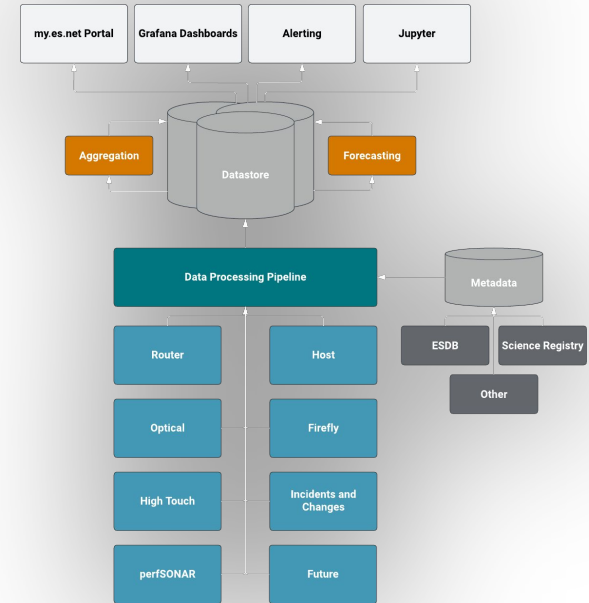 my.es.net Portal
Grafana Dashboards
Alerting
Jupyter
Aggregation
Datastore
Forecasting
Data Processing Pipeline
Metadata
Router
Host
ESDB
Science Registry
Other
Optical
Firefly
High Touch
Incidents and
Changes
perfSONAR
Future